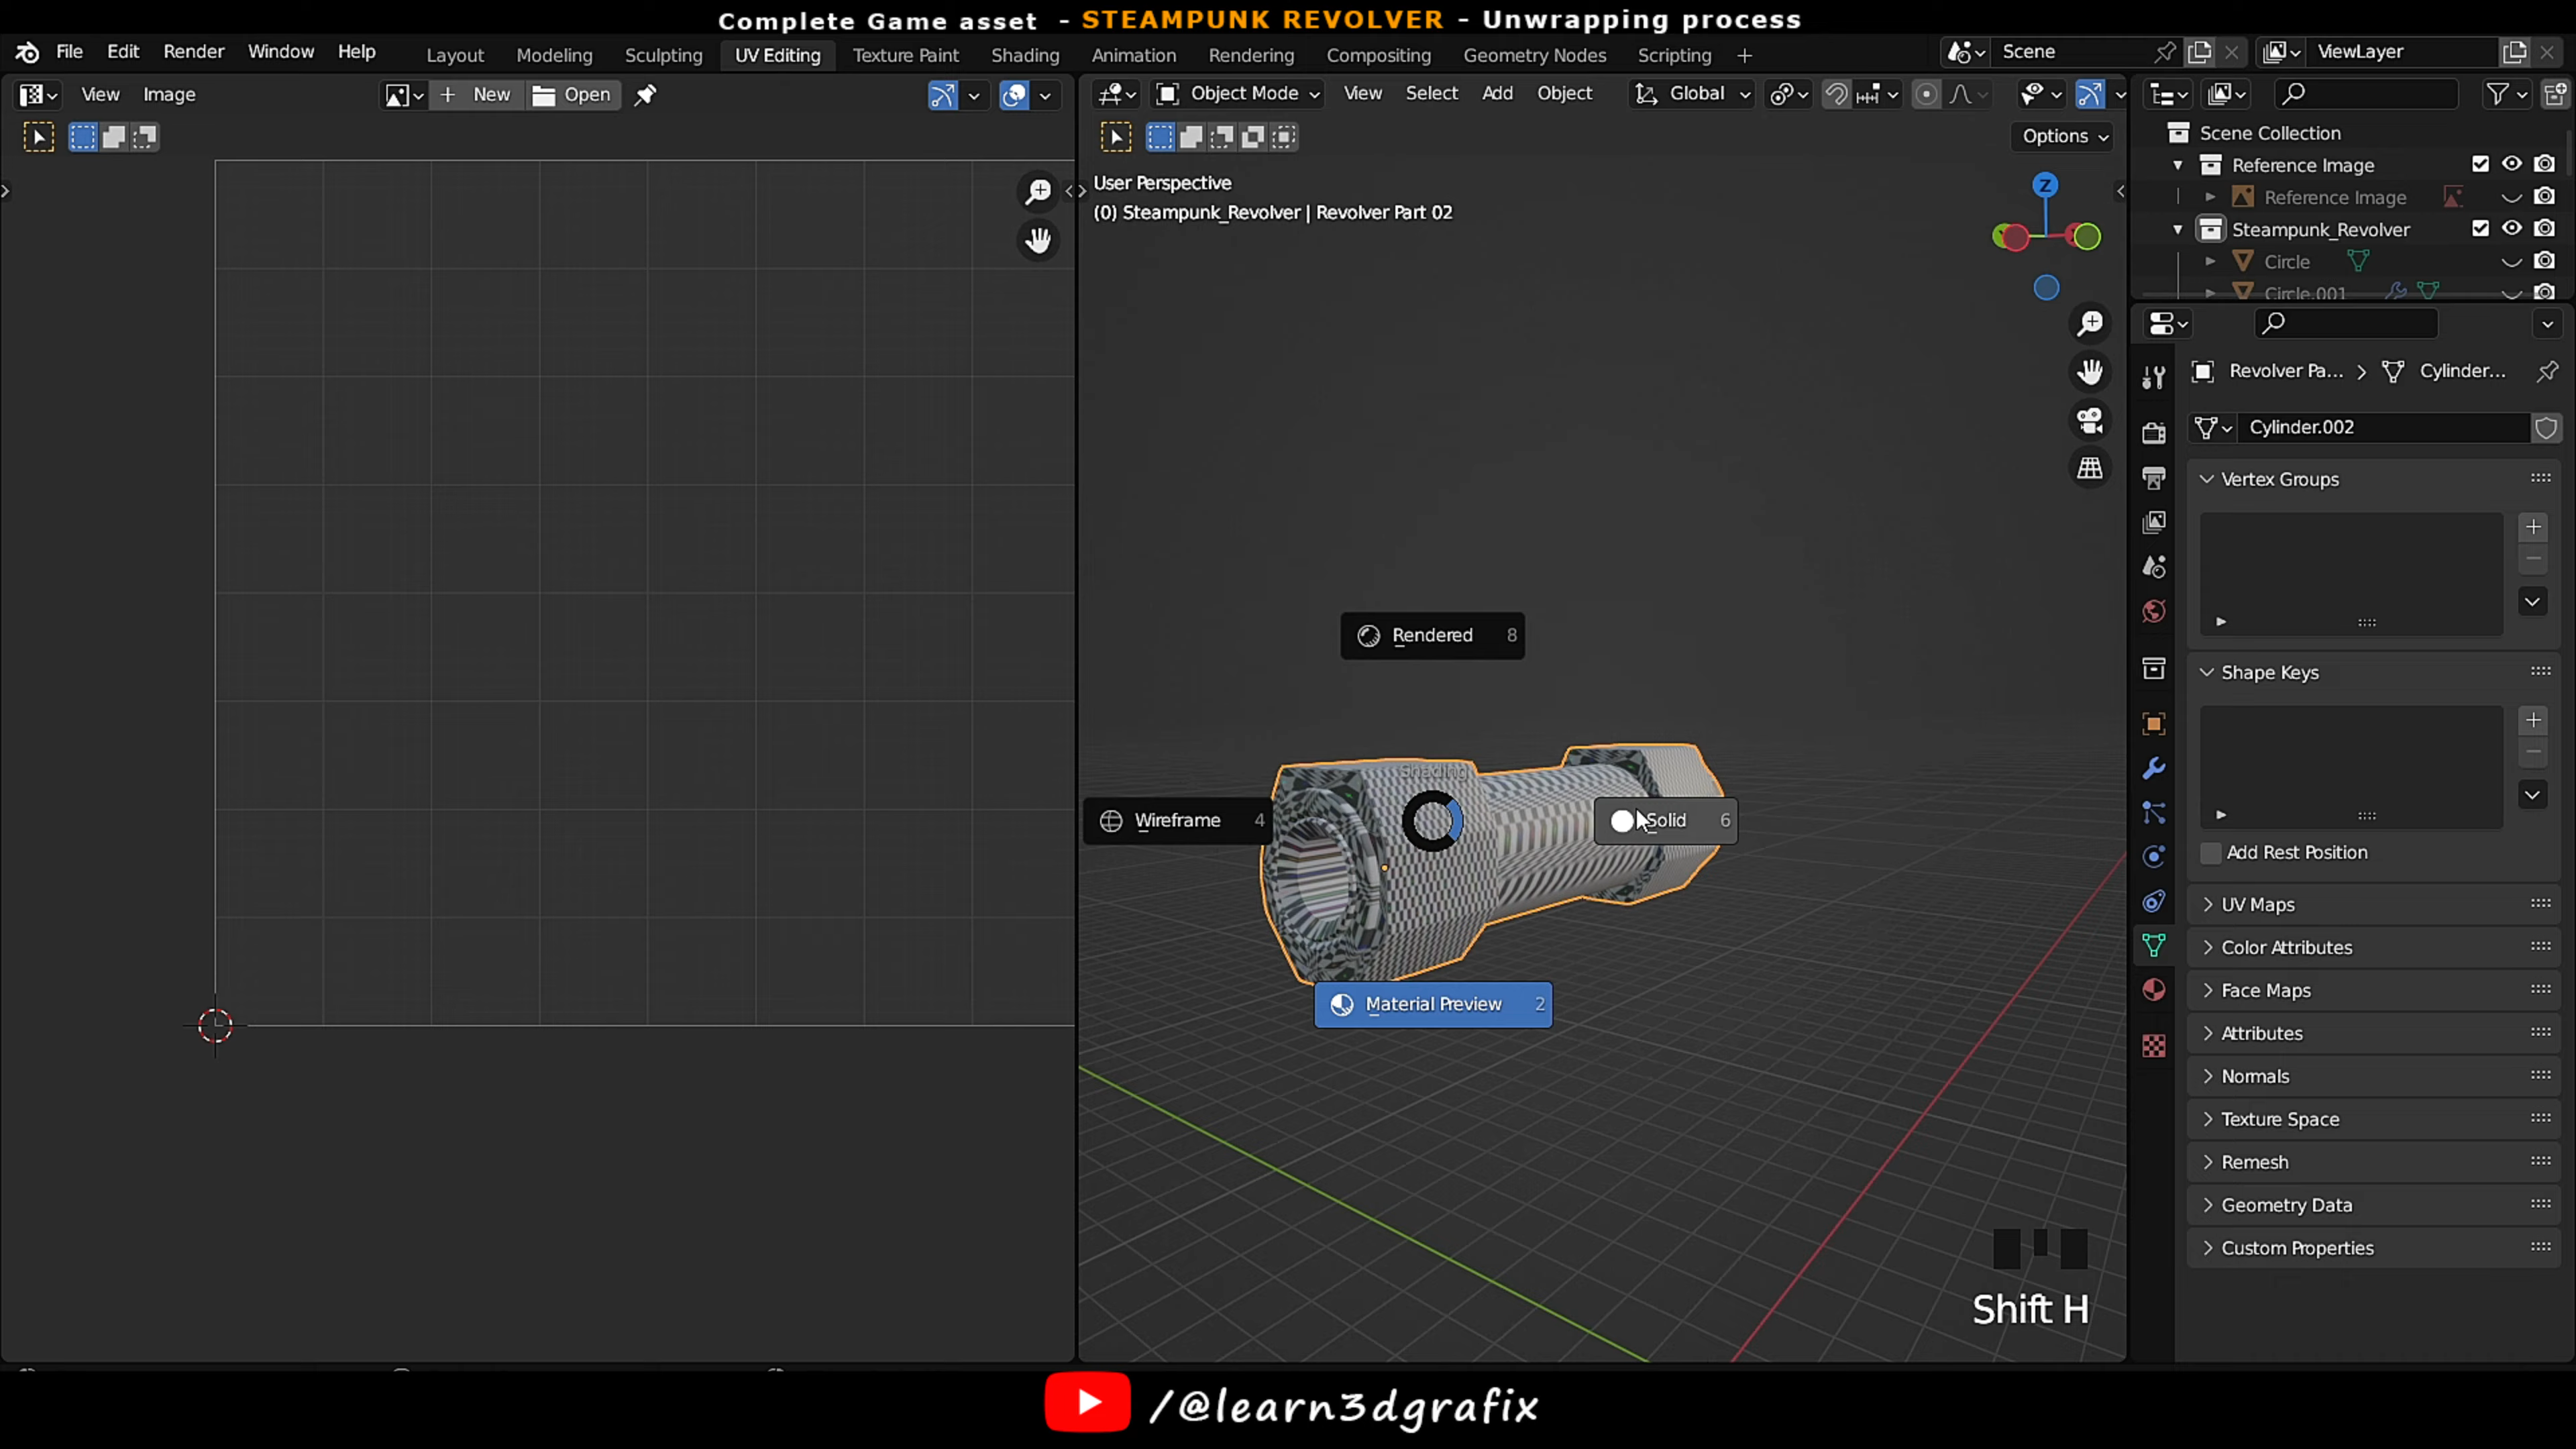 Complete Game asset - STEAMPUNK REVOLVER - Unwrapping process
File Edit Render Window Help
Layout Modeling Sculpting UV Editing Texture Paint Shading Animation Rendering Compositing Geometry Nodes Scripting +
Scene
ViewLayer
View Image
New
Open
Object Mode
View Select Add Object
Global
Options
User Perspective
(0) Steampunk_Revolver | Revolver Part 02
Z
Scene Collection
Reference Image
Reference Image
Steampunk_Revolver
Circle
Circle.001
Revolver Pa... > Cylinder...
Cylinder.002
Vertex Groups
Shape Keys
Add Rest Position
UV Maps
Color Attributes
Face Maps
Attributes
Normals
Texture Space
Remesh
Geometry Data
Custom Properties
Rendered 8
Shading
Wireframe 4
Solid 6
Material Preview 2
Shift H
/@learn3dgrafix